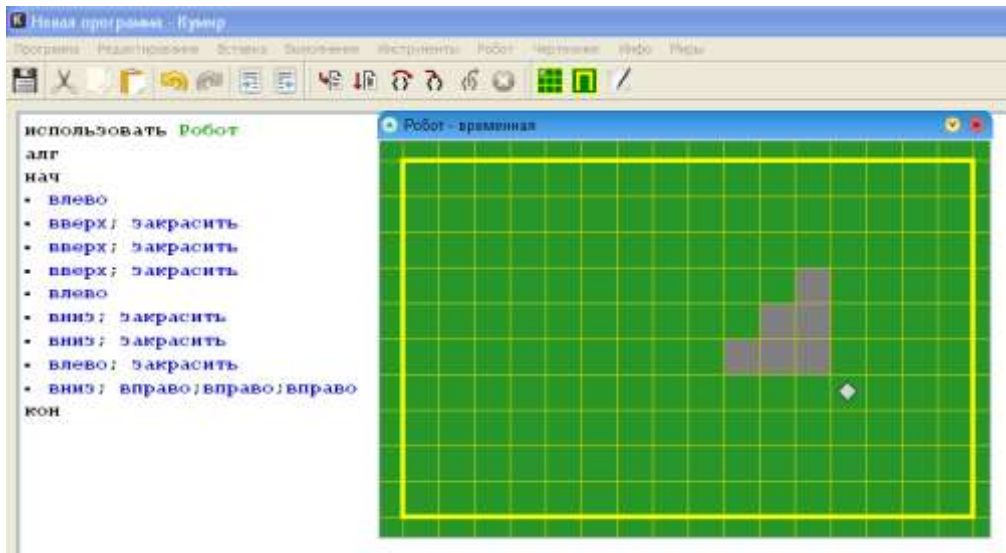 Новая программа - Кумир
Программа Редактирование Вставка Выполнение Инструменты Робот Чертежник Инфо Миры
использовать Робот
алг
нач
влево
вверх; закрасить
вверх; закрасить
вверх; закрасить
влево
вниз; закрасить
вниз; закрасить
влево; закрасить
вниз; вправо;вправо;вправо
кон
Робот - временная